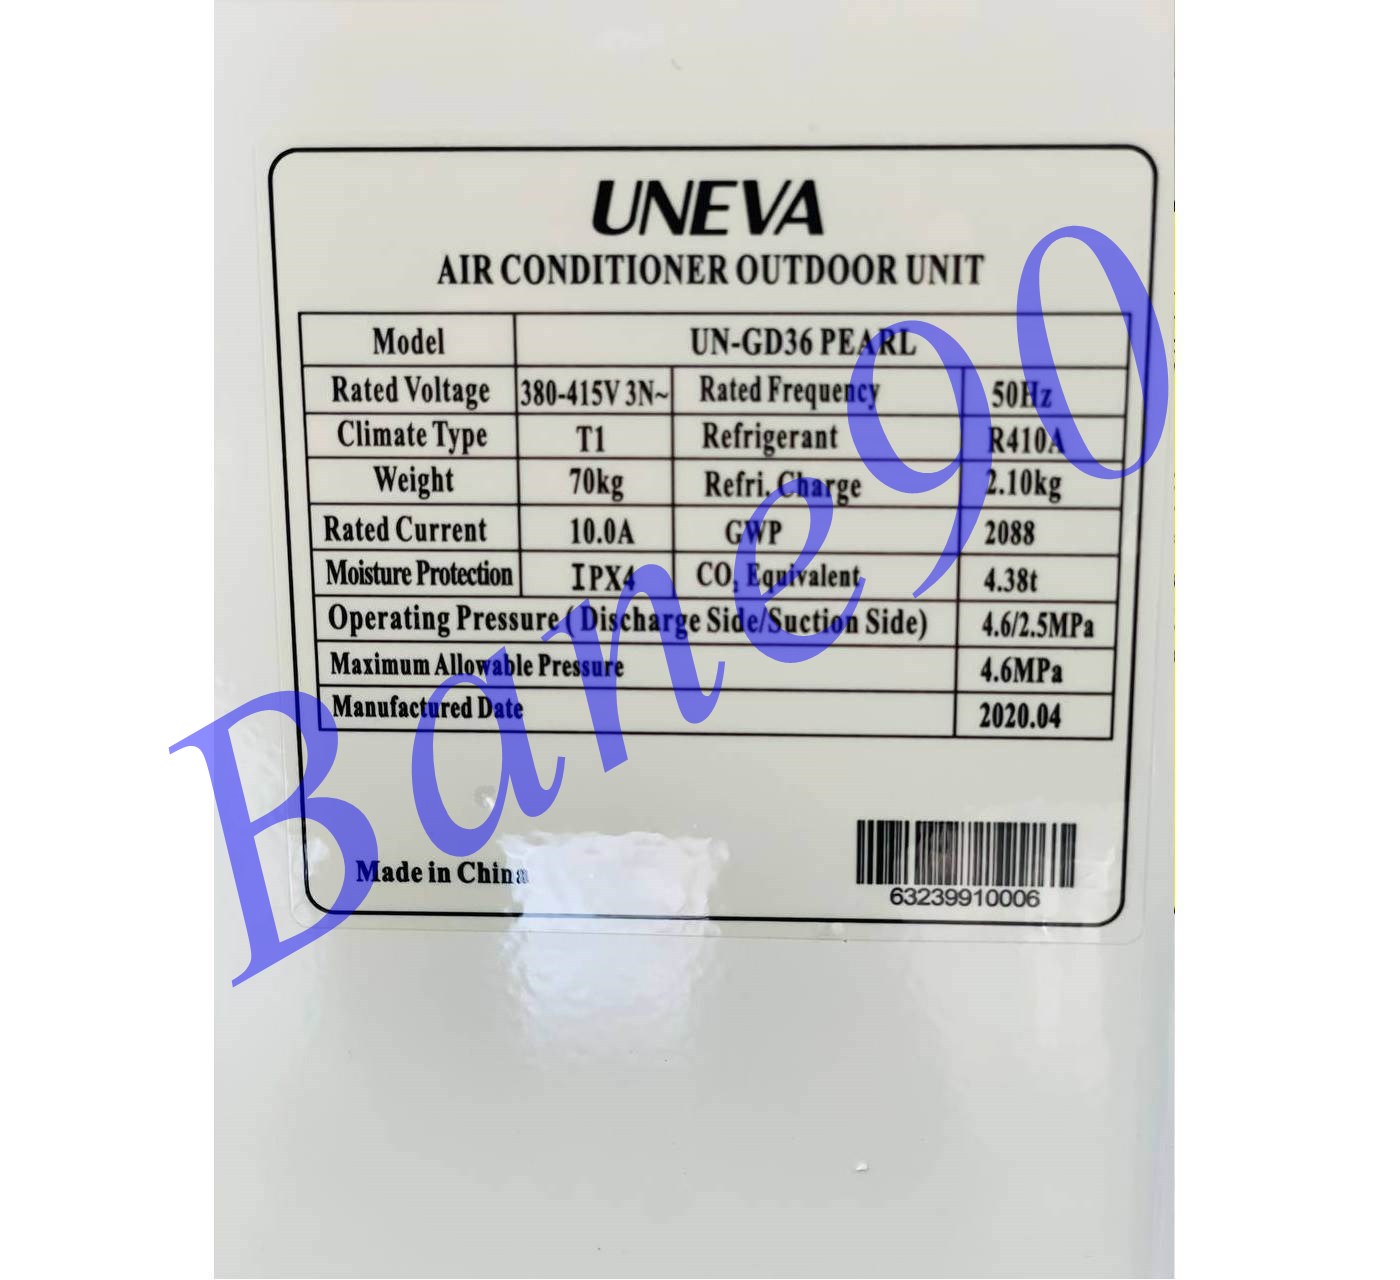 UNEVA
AIR CONDITIONER OUTDOOR UNIT
Model UN-GD36 PEARL
Rated Voltage 380-415V 3N~ Rated Frequency 50Hz
Climate Type T1 Refrigerant R410A
Weight 70kg Refri. Charge 2.10kg
Rated Current 10.0A GWP 2088
Moisture Protection IPX4 CO₂ Equivalent 4.38t
Operating Pressure ( Discharge Side/Suction Side) 4.6/2.5MPa
Maximum Allowable Pressure 4.6MPa
Manufactured Date 2020.04
Made in China
63239910006
Bane90